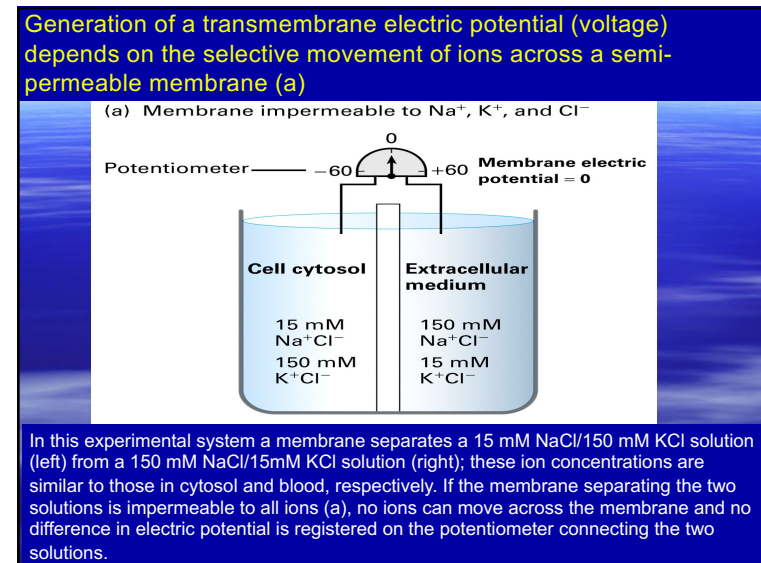 Generation of a transmembrane electric potential (voltage)
depends on the selective movement of ions across a semi-
permeable membrane (a)
(a) Membrane impermeable to Na⁺, K⁺, and Cl⁻
0
Potentiometer
−60
+60
Membrane electric
potential = 0
Cell cytosol
Extracellular
medium
15 mM
Na⁺Cl⁻
150 mM
K⁺Cl⁻
150 mM
Na⁺Cl⁻
15 mM
K⁺Cl⁻
In this experimental system a membrane separates a 15 mM NaCl/150 mM KCl solution
(left) from a 150 mM NaCl/15mM KCl solution (right); these ion concentrations are
similar to those in cytosol and blood, respectively. If the membrane separating the two
solutions is impermeable to all ions (a), no ions can move across the membrane and no
difference in electric potential is registered on the potentiometer connecting the two
solutions.